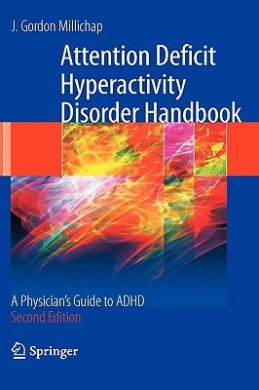 J. Gordon Millichap
Attention Deficit
Hyperactivity
Disorder Handbook
A Physician's Guide to ADHD
Second Edition
Springer